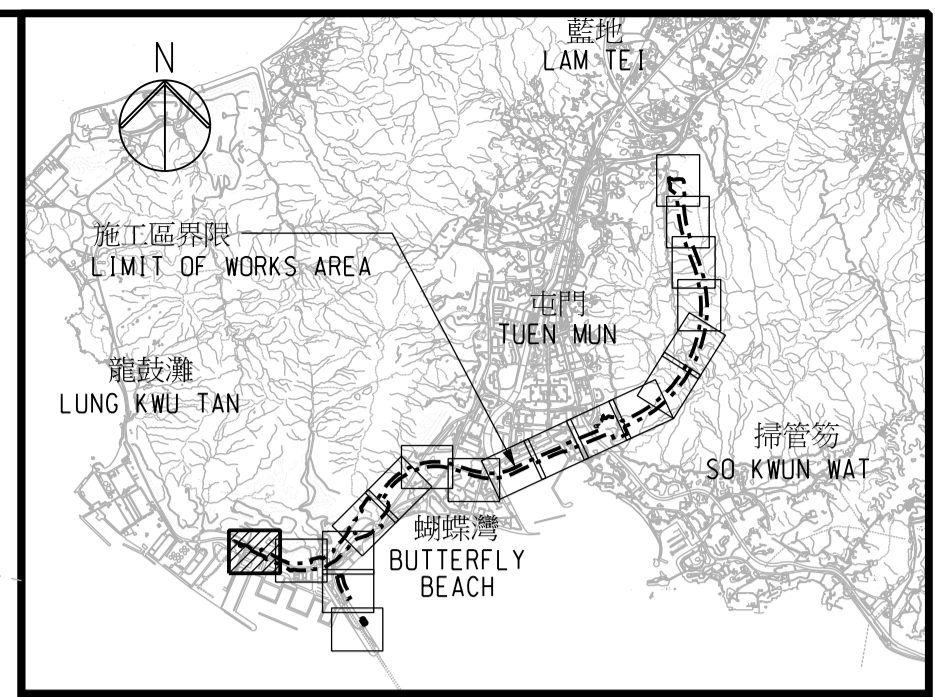 藍地
LAM TEI
N
施工區界限
LIMIT OF WORKS AREA
屯門
TUEN MUN
龍鼓灘
LUNG KWU TAN
掃管笏
SO KWUN WAT
蝴蝶灣
BUTTERFLY
BEACH